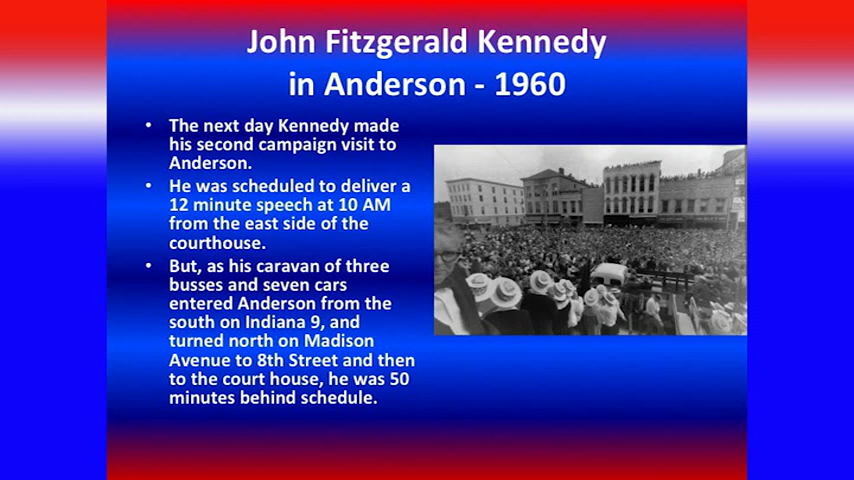 John Fitzgerald Kennedy
in Anderson - 1960
• The next day Kennedy made
his second campaign visit to
Anderson.
• He was scheduled to deliver a
12 minute speech at 10 AM
from the east side of the
courthouse.
• But, as his caravan of three
busses and seven cars
entered Anderson from the
south on Indiana 9, and
turned north on Madison
Avenue to 8th Street and then
to the court house, he was 50
minutes behind schedule.